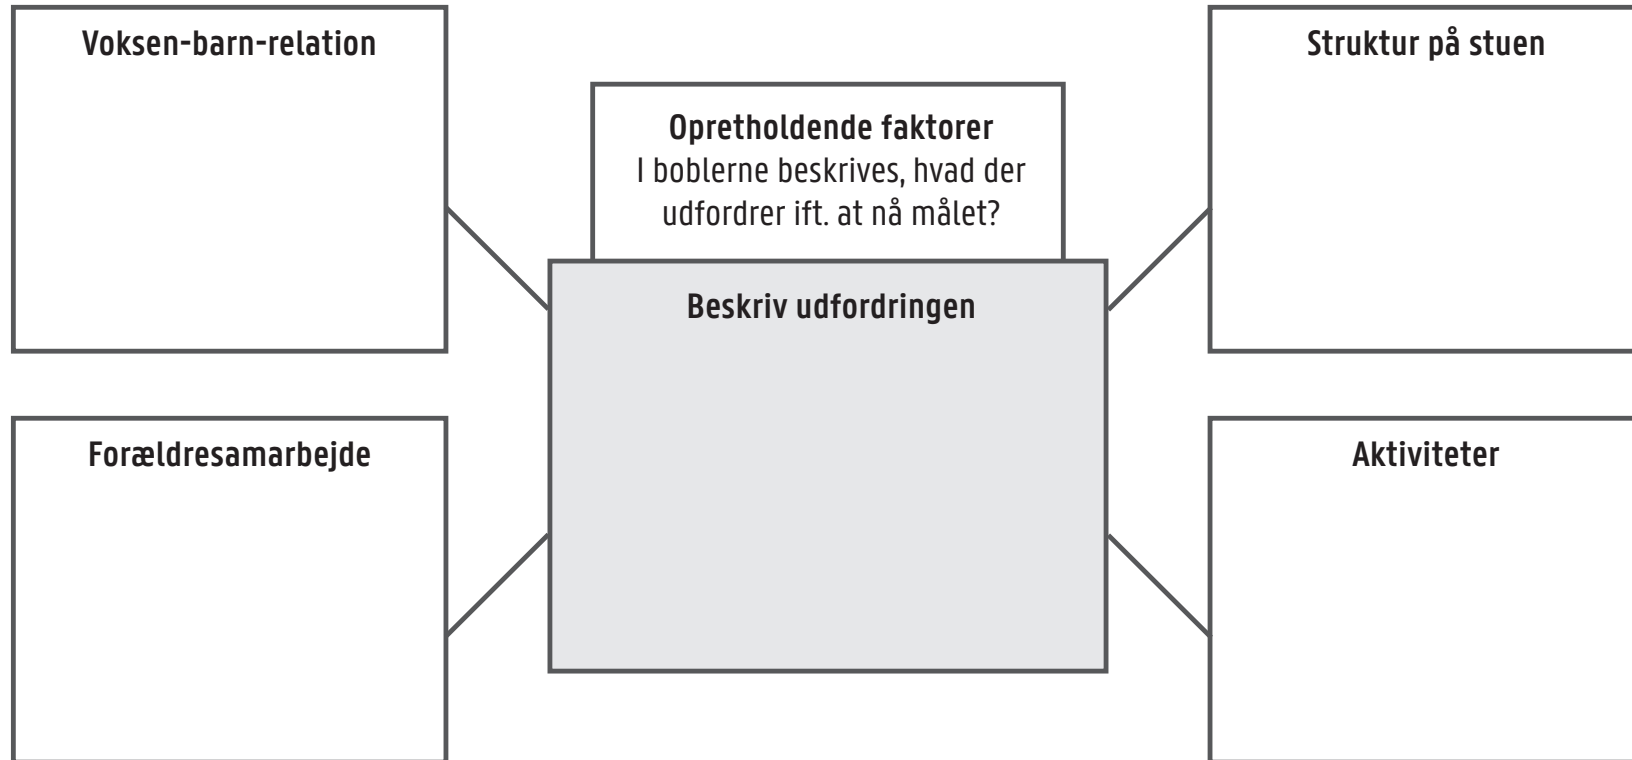 Voksen-barn-relation
Struktur på stuen
Opretholdende faktorer
I boblerne beskrives, hvad der
udfordrer ift. at nå målet?
Beskriv udfordringen
Forældresamarbejde
Aktiviteter